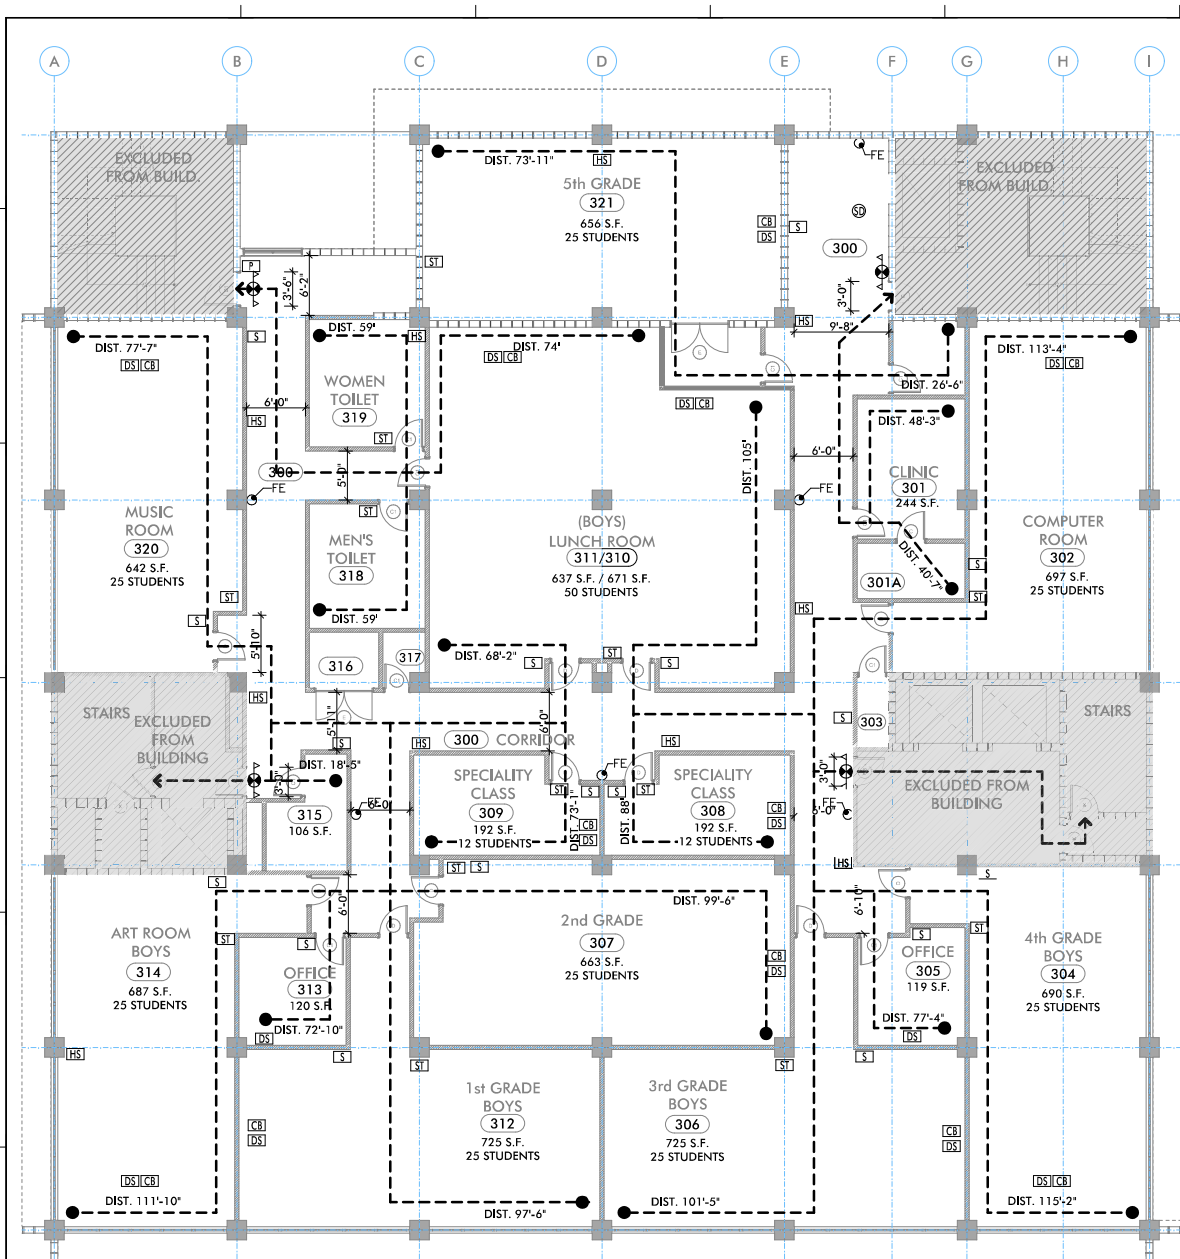 A B C D E F G H I
EXCLUDED
FROM BUILD.
DIST. 73'-11"
HS
5th GRADE
321
656 S.F.
25 STUDENTS
CB
DS
S
FE
SD
300
EXCLUDED
FROM BUILD.
P
3'-6"
6'-2"
ST
3'-0"
HS
9'-8"
DIST. 77'-7"
DS CB
S
DIST. 59'
HS
DIST. 74'
DS CB
DIST. 113'-4"
DS CB
DIST. 26'-6"
WOMEN
TOILET
319
ST
6'-0"
HS
DS CB
DIST. 48'-3"
DIST. 105'
6'-0"
300
5'-0"
FE
FE
CLINIC
301
244 S.F.
MUSIC
ROOM
320
642 S.F.
25 STUDENTS
ST
MEN'S
TOILET
318
(BOYS)
LUNCH ROOM
311/310
637 S.F. / 671 S.F.
50 STUDENTS
COMPUTER
ROOM
302
697 S.F.
25 STUDENTS
DIST. 40'-7"
301A
S
ST
ST
S
DIST. 59'
HS
5'-10"
316
317
DIST. 68'-2"
S
ST
S
STAIRS
EXCLUDED
FROM
BUILDING
HS
5'-11"
6'-0"
S
300 CORRIDOR
303
S
STAIRS
DIST. 18'-5"
3'-3"
HS
HS
FE
SPECIALITY
CLASS
309
192 S.F.
12 STUDENTS
ST
S
S
ST
DIST. 73'-1"
DIST. 88'
CB
DS
SPECIALITY
CLASS
308
192 S.F.
12 STUDENTS
CB
DS
3'-0"
EXCLUDED FROM
BUILDING
315
106 S.F.
FE
6'-0"
FE
6'-0"
HS
ST
S
S
S
6'-0"
DIST. 99'-6"
6'-10"
ART ROOM
BOYS
314
687 S.F.
25 STUDENTS
ST
S
OFFICE
313
120 S.F.
DIST. 72'-10"
DS
S
2nd GRADE
307
663 S.F.
25 STUDENTS
CB
DS
S
OFFICE
305
119 S.F.
DIST. 77'-4"
DS
S
ST
4th GRADE
BOYS
304
690 S.F.
25 STUDENTS
HS
ST
ST
1st GRADE
BOYS
312
725 S.F.
25 STUDENTS
3rd GRADE
BOYS
306
725 S.F.
25 STUDENTS
CB
DS
CB
DS
DS CB
DIST. 111'-10"
DIST. 97'-6"
DIST. 101'-5"
DS CB
DIST. 115'-2"